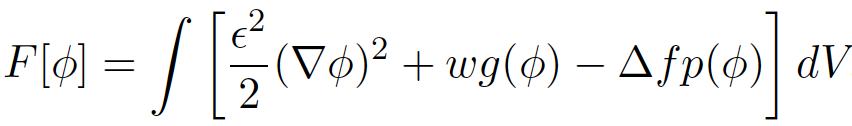 F[ϕ] = ∫ [ϵ²/2 (∇ϕ)² + wg(ϕ) − Δfp(ϕ)] dV